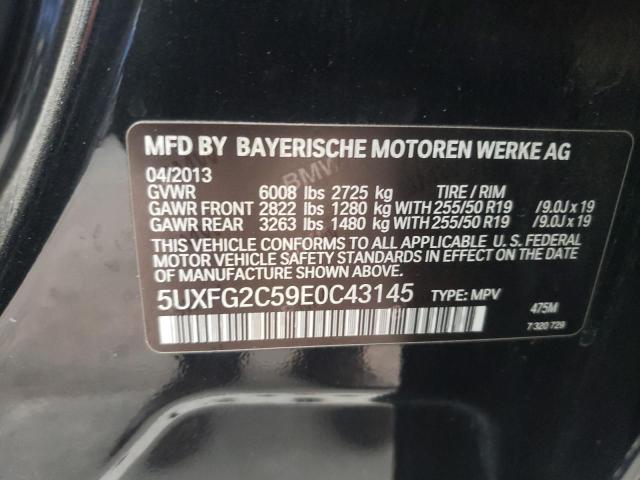 MFD BY BAYERISCHE MOTOREN WERKE AG
04/2013
GVWR 6008 lbs 2725 kg TIRE / RIM
GAWR FRONT 2822 lbs 1280 kg WITH 255/50 R19 /9.0J x 19
GAWR REAR 3263 lbs 1480 kg WITH 255/50 R19 /9.0J x 19
THIS VEHICLE CONFORMS TO ALL APPLICABLE U. S. FEDERAL
MOTOR VEHICLE SAFETY STANDARDS IN EFFECT ON THE DATE
OF MANUFACTURE SHOWN ABOVE.
5UXFG2C59E0C43145 TYPE: MPV
475M
7 320 729